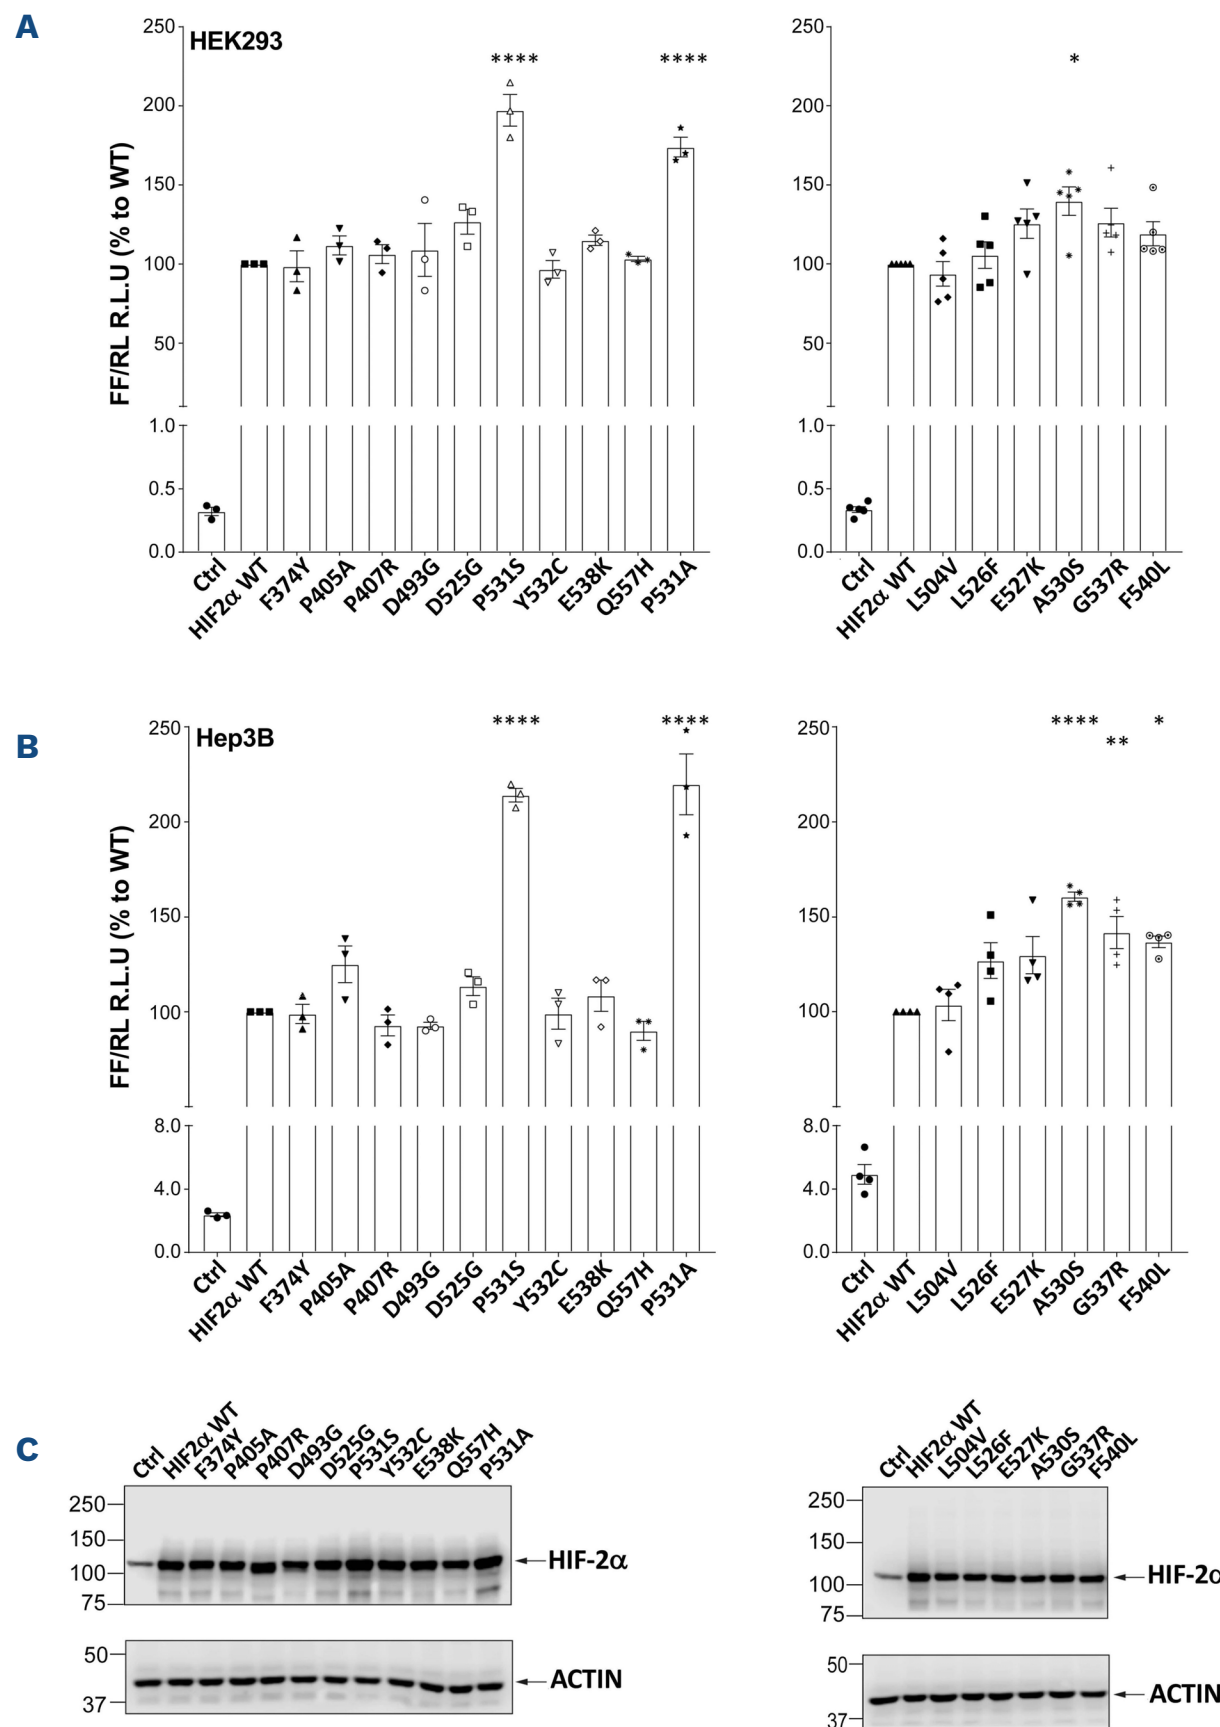 A
HEK293
FF/RL R.L.U (% to WT)
250
200
150
100
50
1.0
0.5
0.0
****
****
Ctrl
HIF2α WT
F374Y
P405A
P407R
D493G
D525G
P531S
Y532C
E538K
Q557H
P531A
250
200
150
100
50
1.0
0.5
0.0
*
Ctrl
HIF2α WT
L504V
L526F
E527K
A530S
G537R
F540L
B
Hep3B
FF/RL R.L.U (% to WT)
250
200
150
100
8.0
4.0
0.0
****
****
Ctrl
HIF2α WT
F374Y
P405A
P407R
D493G
D525G
P531S
Y532C
E538K
Q557H
P531A
250
200
150
100
8.0
4.0
0.0
****
**
*
Ctrl
HIF2α WT
L504V
L526F
E527K
A530S
G537R
F540L
C
Ctrl
HIF2α WT
F374Y
P405A
P407R
D493G
D525G
P531S
Y532C
E538K
Q557H
P531A
250
150
100
75
HIF-2α
50
37
ACTIN
Ctrl
HIF2α WT
L504V
L526F
E527K
A530S
G537R
F540L
250
150
100
75
HIF-2α
50
37
ACTIN